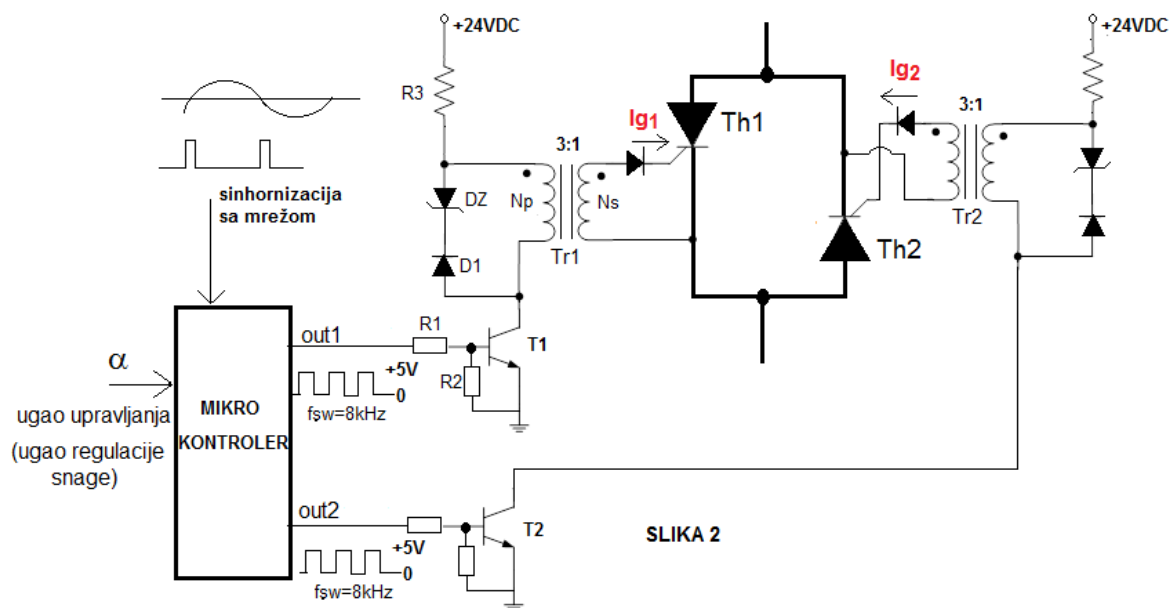 +24VDC
+24VDC
R3
Ig1
Ig2
3:1
Th1
3:1
DZ
Np
Ns
Tr1
Tr2
Th2
D1
sinhornizacija
sa mrežom
out1
R1
T1
+5V
R2
0
fsw=8kHz
α
ugao upravljanja
(ugao regulacije
snage)
MIKRO
KONTROLER
out2
T2
+5V
0
fsw=8kHz
SLIKA 2